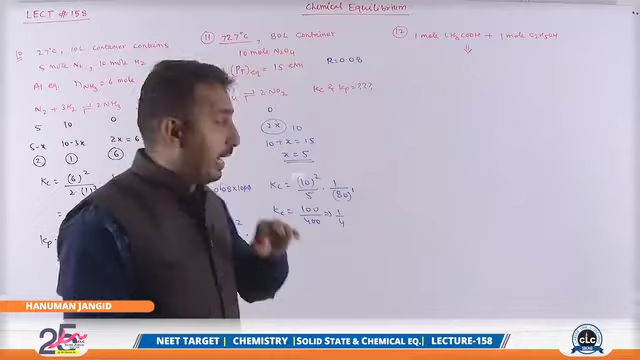 LECT # 158
Chemical Equilibrium
10 27°C, 10L Container contains
5 mole N2, 10 mole H2
At eq. nNH3 = 6 mole
N2 + 3H2 ⇌ 2NH3
5 10 0
5-x 10-3x 2x = 6
2 1 6
Kc = (6)² / 2 (1)³
=
Kp
11 727°C, 80L Container
10 mole N2O4
(PT)eq = 15 atm
⇌ 2NO2
0
2x 10
10 + x = 15
x = 5
Kc = (10)² / 5 · 1 / (80)¹
Kc = 100 / 400 ⇒ 1 / 4
R = 0.08
Kc & Kp = ???
12 1 mole CH3COOH + 1 mole C2H5OH
⇓
HANUMAN JANGID
25
NEET TARGET | CHEMISTRY |SOLID STATE & CHEMICAL EQ.| LECTURE-158
CLC